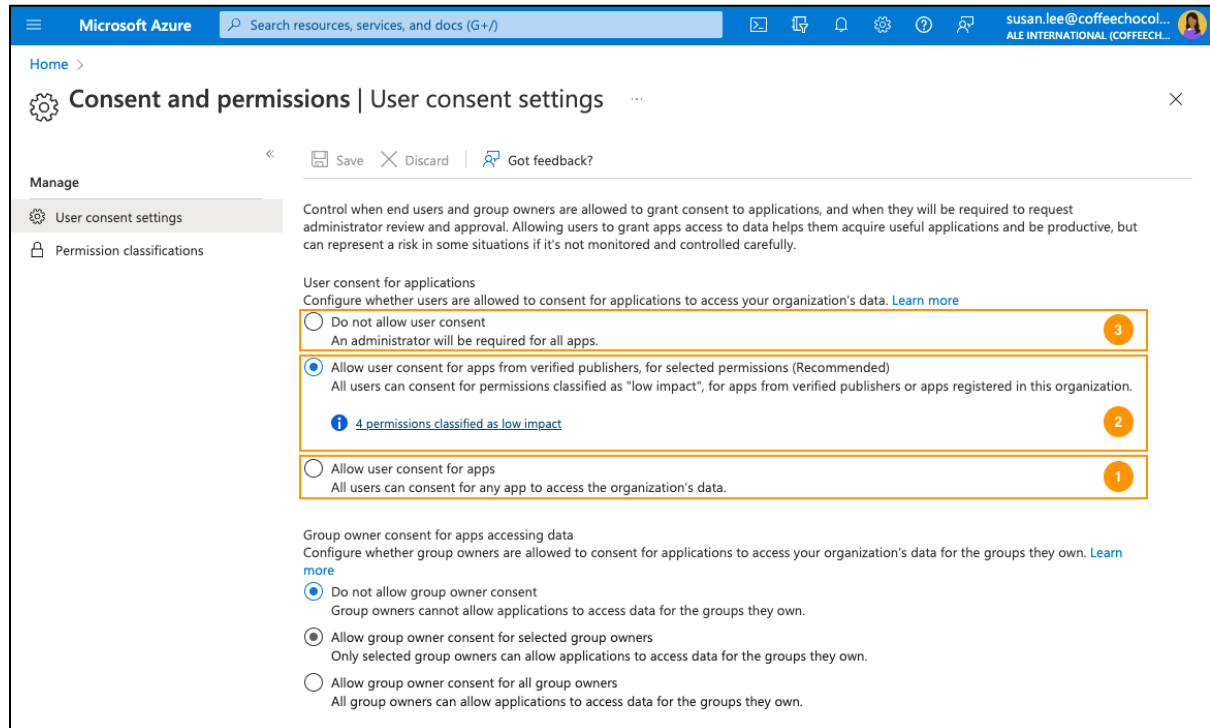 Microsoft Azure
Search resources, services, and docs (G+/)
susan.lee@coffeechocol...
ALE INTERNATIONAL (COFFEECH...
Home >
Consent and permissions | User consent settings ...
« Save Discard Got feedback?
Manage
User consent settings
Permission classifications
Control when end users and group owners are allowed to grant consent to applications, and when they will be required to request
administrator review and approval. Allowing users to grant apps access to data helps them acquire useful applications and be productive, but
can represent a risk in some situations if it's not monitored and controlled carefully.
User consent for applications
Configure whether users are allowed to consent for applications to access your organization's data. Learn more
Do not allow user consent
An administrator will be required for all apps.
3
Allow user consent for apps from verified publishers, for selected permissions (Recommended)
All users can consent for permissions classified as "low impact", for apps from verified publishers or apps registered in this organization.
4 permissions classified as low impact
2
Allow user consent for apps
All users can consent for any app to access the organization's data.
1
Group owner consent for apps accessing data
Configure whether group owners are allowed to consent for applications to access your organization's data for the groups they own. Learn
more
Do not allow group owner consent
Group owners cannot allow applications to access data for the groups they own.
Allow group owner consent for selected group owners
Only selected group owners can allow applications to access data for the groups they own.
Allow group owner consent for all group owners
All group owners can allow applications to access data for the groups they own.